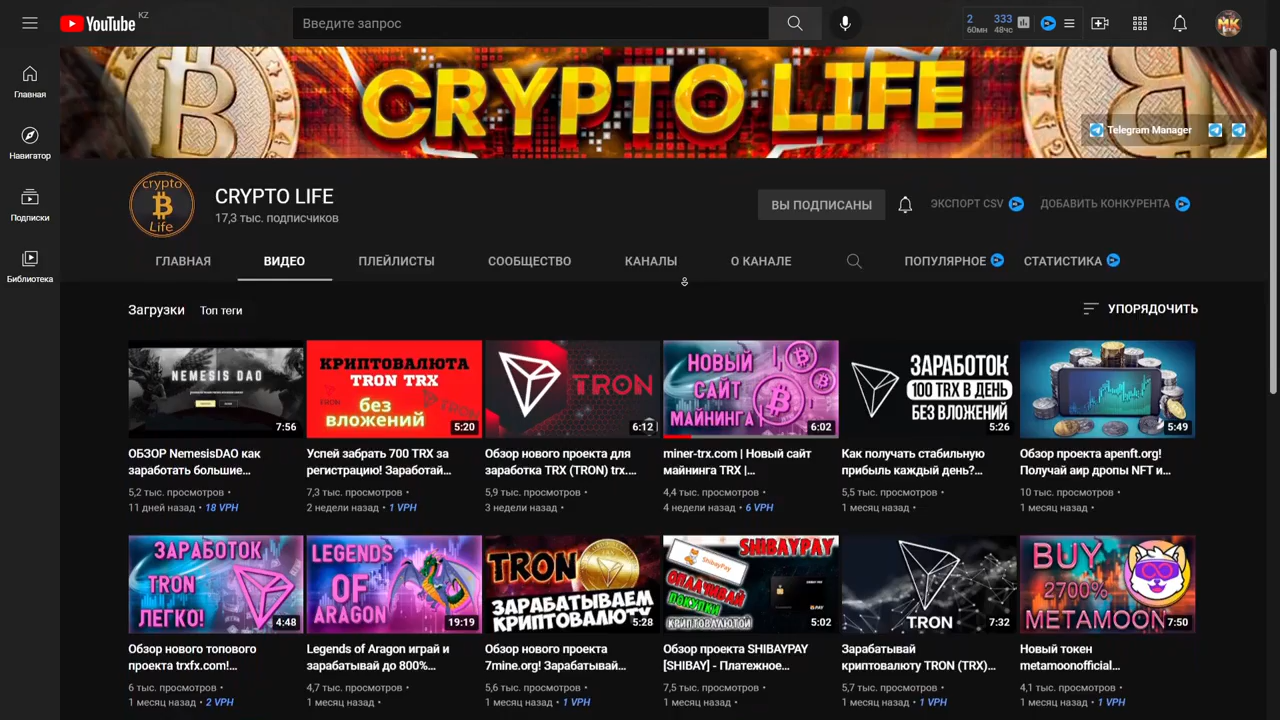 YouTube KZ
Введите запрос
2 333
60мн 48чс
MK
Главная
Навигатор
Подписки
Библиотека
CRYPTO LIFE
Telegram Manager
crypto
Life
CRYPTO LIFE
17,3 тыс. подписчиков
ВЫ ПОДПИСАНЫ
ЭКСПОРТ CSV
ДОБАВИТЬ КОНКУРЕНТА
ГЛАВНАЯ
ВИДЕО
ПЛЕЙЛИСТЫ
СООБЩЕСТВО
КАНАЛЫ
О КАНАЛЕ
ПОПУЛЯРНОЕ
СТАТИСТИКА
Загрузки
Топ теги
УПОРЯДОЧИТЬ
NEMESIS DAO
7:56
ОБЗОР NemesisDAO как
заработать большие...
5,2 тыс. просмотров •
11 дней назад • 18 VPH
КРИПТОВАЛЮТА
TRON TRX
без
вложений
5:20
Успей забрать 700 TRX за
регистрацию! Заработай...
7,3 тыс. просмотров •
2 недели назад • 1 VPH
TRON
6:12
Обзор нового проекта для
заработка TRX (TRON) trx....
5,9 тыс. просмотров •
3 недели назад •
НОВЫЙ
САЙТ
МАЙНИНГА
6:02
miner-trx.com | Новый сайт
майнинга TRX |...
4,4 тыс. просмотров •
4 недели назад • 6 VPH
ЗАРАБОТОК
100 TRX В ДЕНЬ
БЕЗ ВЛОЖЕНИЙ
5:26
Как получать стабильную
прибыль каждый день?...
5,5 тыс. просмотров •
1 месяц назад •
5:49
Обзор проекта apenft.org!
Получай аир дропы NFT и...
10 тыс. просмотров •
1 месяц назад •
ЗАРАБОТОК
TRON
ЛЕГКО!
4:48
Обзор нового топового
проекта trxfx.com!...
6 тыс. просмотров •
1 месяц назад • 2 VPH
LEGENDS
OF
ARAGON
19:19
Legends of Aragon играй и
зарабатывай до 800%...
4,7 тыс. просмотров •
1 месяц назад •
TRON
ЗАРАБАТЫВАЕМ
КРИПТОВАЛЮТУ
5:28
Обзор нового проекта
7mine.org! Зарабатывай...
5,6 тыс. просмотров •
1 месяц назад • 1 VPH
SHIBAYPAY
ShibayPay
ОПЛАЧИВАЙ
ПОКУПКИ
КРИПТОВАЛЮТОЙ
5:02
Обзор проекта SHIBAYPAY
[SHIBAY] - Платежное...
7,5 тыс. просмотров •
1 месяц назад •
TRON
7:32
Зарабатывай
криптовалюту TRON (TRX)...
5,7 тыс. просмотров •
1 месяц назад • 1 VPH
BUY
2700%
METAMOON
7:50
Новый токен
metamoonofficial...
4,1 тыс. просмотров •
1 месяц назад • 1 VPH